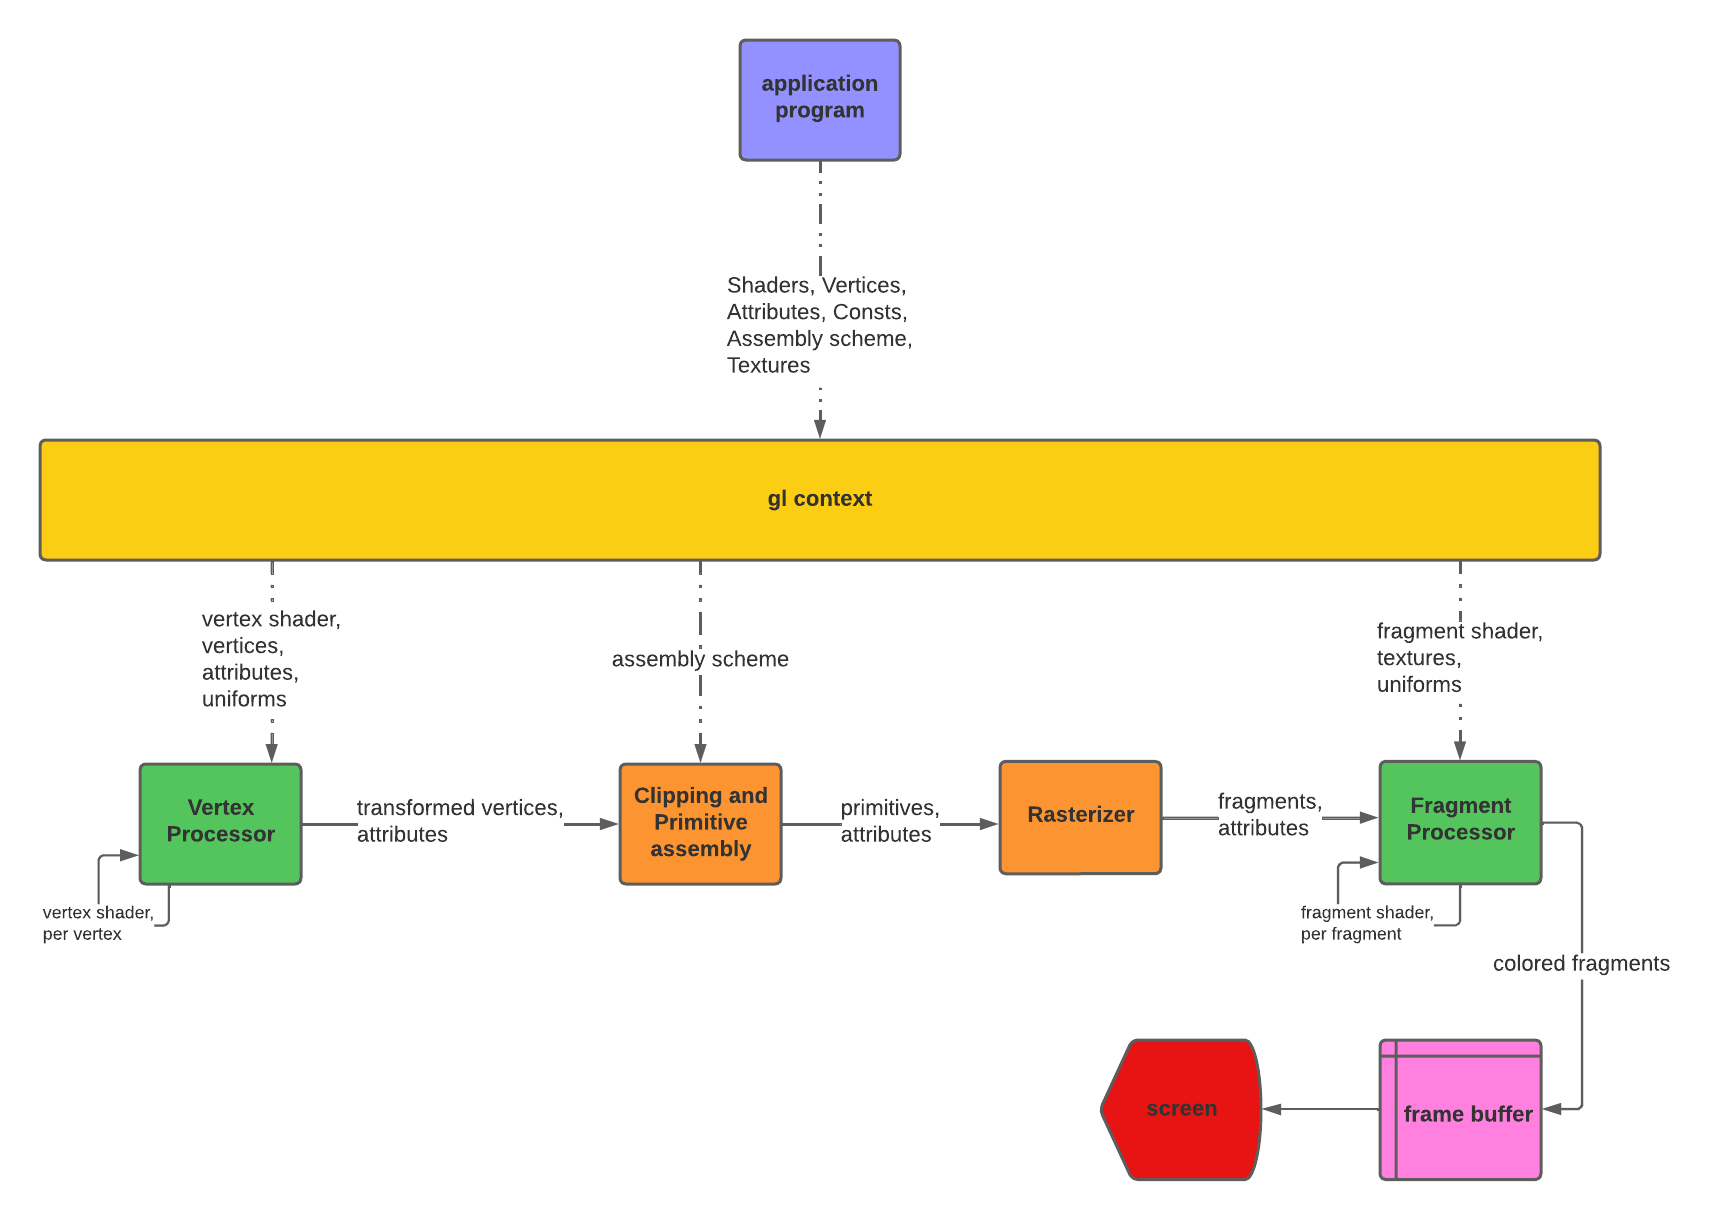 application
program
Shaders, Vertices,
Attributes, Consts,
Assembly scheme,
Textures
gl context
vertex shader,
vertices,
attributes,
uniforms
assembly scheme
fragment shader,
textures,
uniforms
Vertex
Processor
transformed vertices,
attributes
Clipping and
Primitive
assembly
primitives,
attributes
Rasterizer
fragments,
attributes
Fragment
Processor
vertex shader,
per vertex
fragment shader,
per fragment
colored fragments
screen
frame buffer